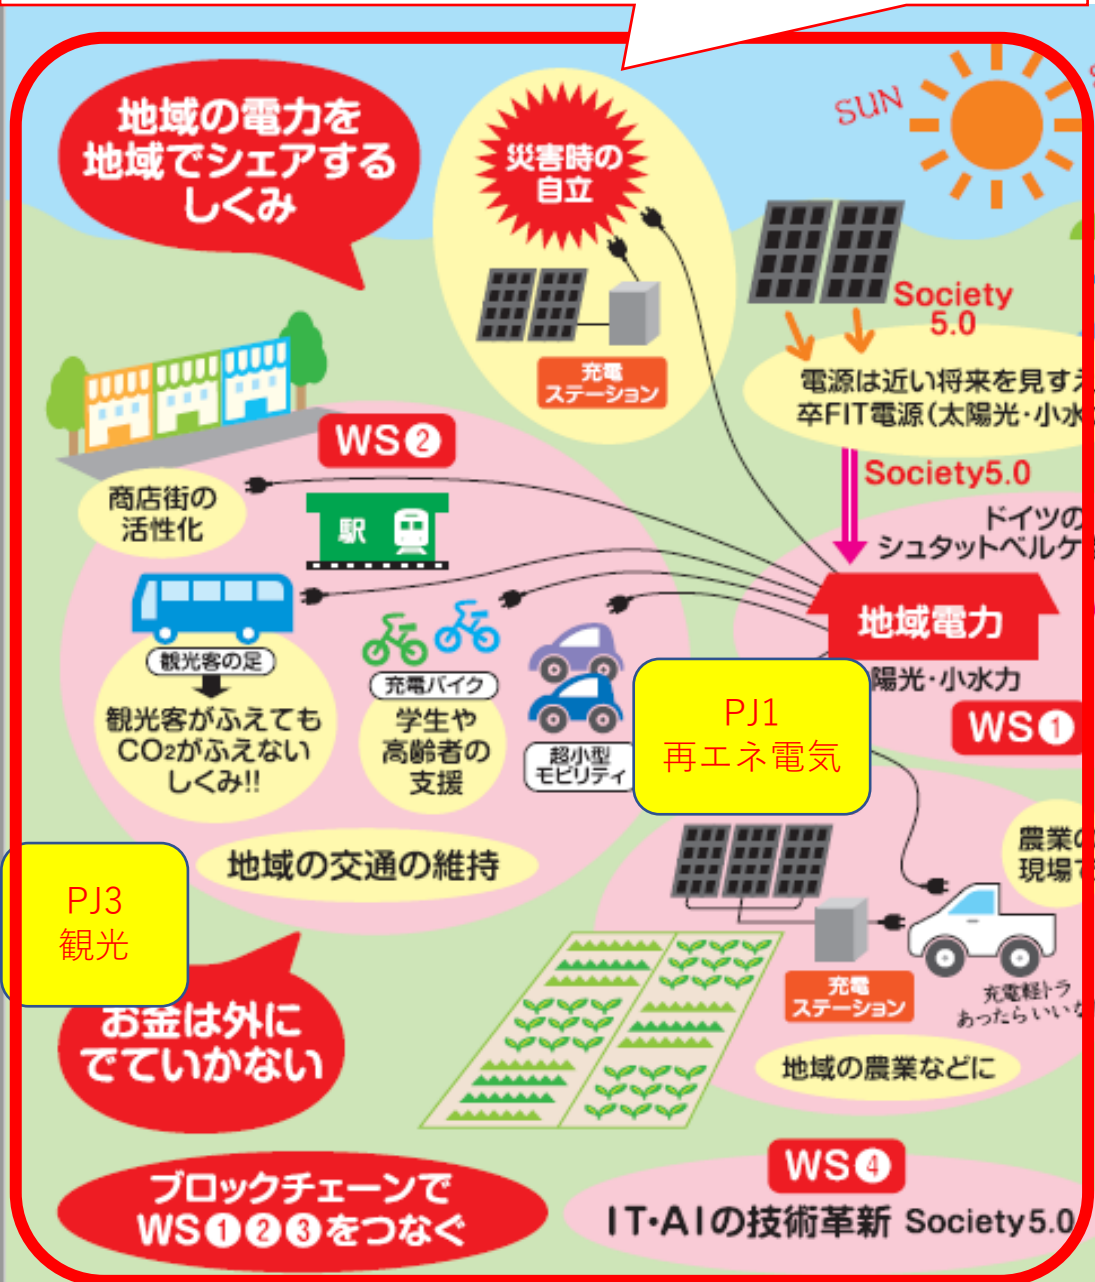 地域の電力を
地域でシェアする
しくみ
災害時の
自立
SUN
充電
ステーション
Society
5.0
電源は近い将来を見すえ
卒FIT電源(太陽光・小水
Society5.0
WS❷
商店街の
活性化
駅
ドイツの
シュタットベルケ
地域電力
陽光・小水力
WS❶
観光客の足
観光客がふえても
CO₂がふえない
しくみ!!
充電バイク
学生や
高齢者の
支援
超小型
モビリティ
PJ1
再エネ電気
地域の交通の維持
PJ3
観光
農業の
現場で
充電
ステーション
充電軽トラ
あったらいいな
地域の農業などに
お金は外に
でていかない
ブロックチェーンで
WS❶❷❸をつなぐ
WS❹
IT・AIの技術革新 Society5.0